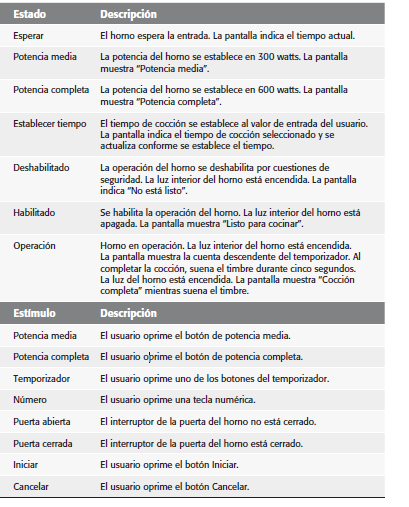 Estado Descripción
Esperar El horno espera la entrada. La pantalla indica el tiempo actual.
Potencia media La potencia del horno se establece en 300 watts. La pantalla
muestra “Potencia media”.
Potencia completa La potencia del horno se establece en 600 watts. La pantalla
muestra “Potencia completa”.
Establecer tiempo El tiempo de cocción se establece al valor de entrada del usuario.
La pantalla indica el tiempo de cocción seleccionado y se
actualiza conforme se establece el tiempo.
Deshabilitado La operación del horno se deshabilita por cuestiones de
seguridad. La luz interior del horno está encendida. La pantalla
indica “No está listo”.
Habilitado Se habilita la operación del horno. La luz interior del horno está
apagada. La pantalla muestra “Listo para cocinar”.
Operación Horno en operación. La luz interior del horno está encendida.
La pantalla muestra la cuenta descendente del temporizador. Al
completar la cocción, suena el timbre durante cinco segundos.
La luz del horno está encendida. La pantalla muestra “Cocción
completa” mientras suena el timbre.
Estímulo Descripción
Potencia media El usuario oprime el botón de potencia media.
Potencia completa El usuario oprime el botón de potencia completa.
Temporizador El usuario oprime uno de los botones del temporizador.
Número El usuario oprime una tecla numérica.
Puerta abierta El interruptor de la puerta del horno no está cerrado.
Puerta cerrada El interruptor de la puerta del horno está cerrado.
Iniciar El usuario oprime el botón Iniciar.
Cancelar El usuario oprime el botón Cancelar.